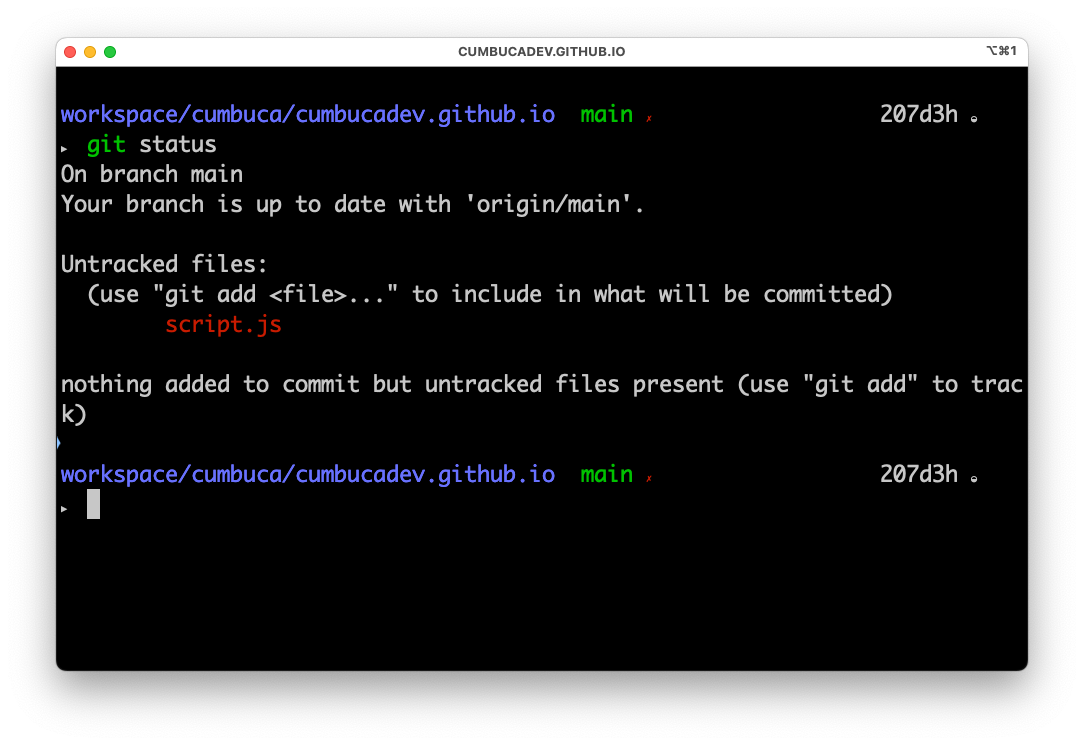 CUMBUCADEV.GITHUB.IO ⌥⌘1
workspace/cumbuca/cumbucadev.github.io main ✗ 207d3h
▸ git status
On branch main
Your branch is up to date with 'origin/main'.
Untracked files:
(use "git add <file>..." to include in what will be committed)
script.js
nothing added to commit but untracked files present (use "git add" to trac
k)
workspace/cumbuca/cumbucadev.github.io main ✗ 207d3h
▸